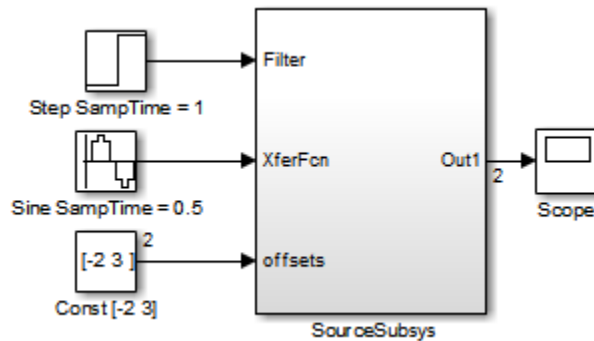 Filter
Step SampTime = 1
XferFcn
Out1
2
Sine SampTime = 0.5
Scope
[-2 3 ]
2
offsets
Const [-2 3]
SourceSubsys